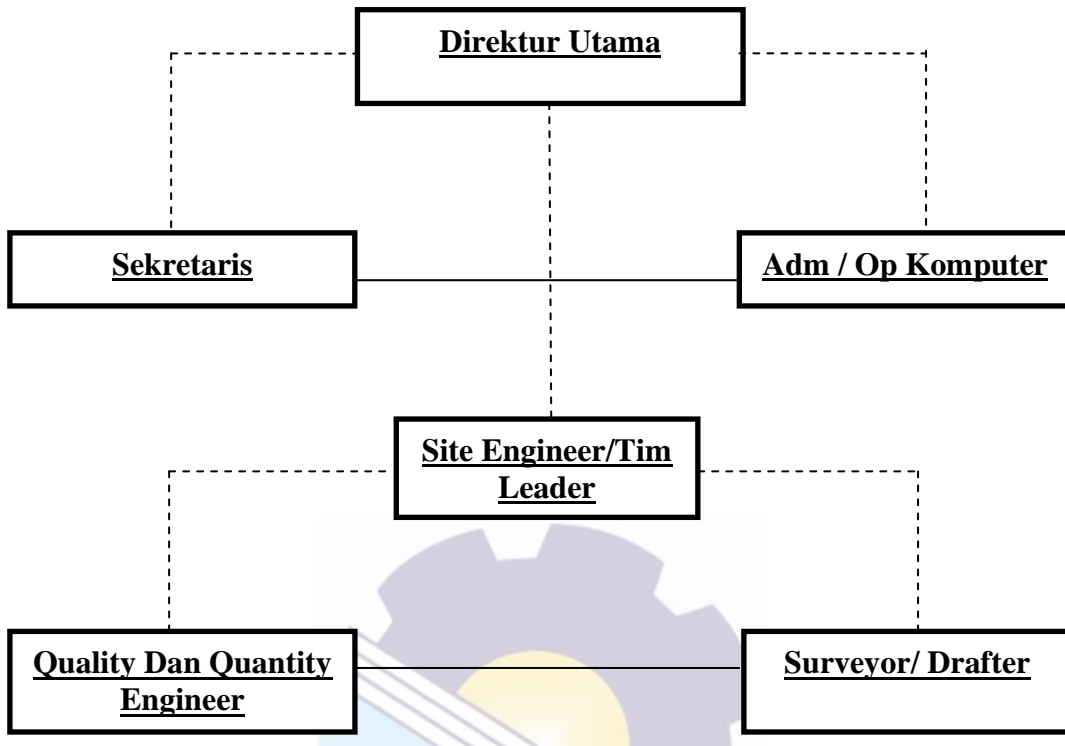 Direktur Utama
Sekretaris
Adm / Op Komputer
Site Engineer/Tim
Leader
Quality Dan Quantity
Engineer
Surveyor/ Drafter